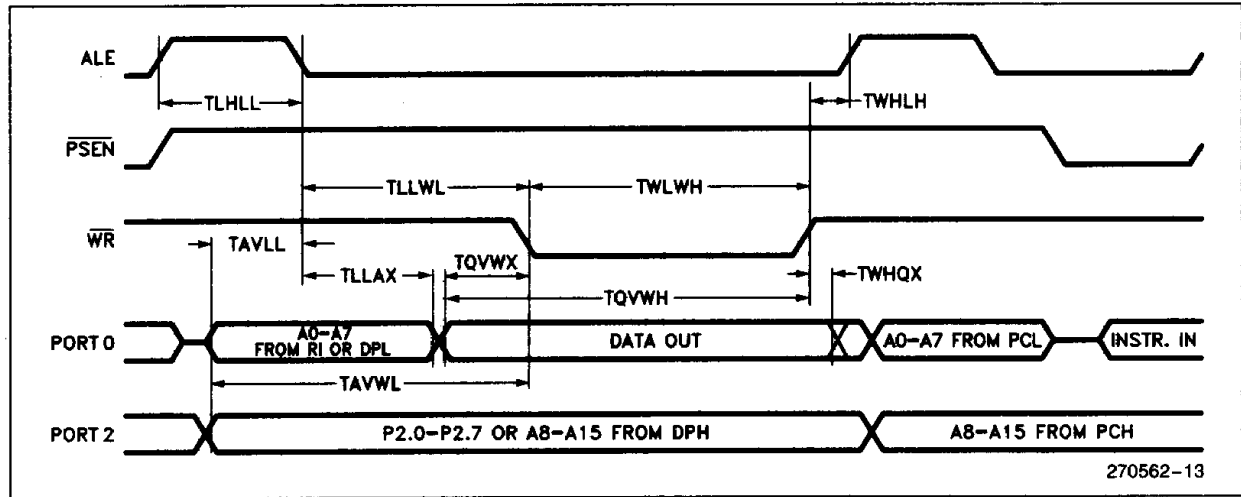 ALE
TLHLL
TWHLH
PSEN
TLLWL
TWLWH
WR
TAVLL
TLLAX
TQVWX
TWHQX
TQVWH
PORT 0
A0-A7
FROM RI OR DPL
DATA OUT
A0-A7 FROM PCL
INSTR. IN
TAVWL
PORT 2
P2.0-P2.7 OR A8-A15 FROM DPH
A8-A15 FROM PCH
270562-13